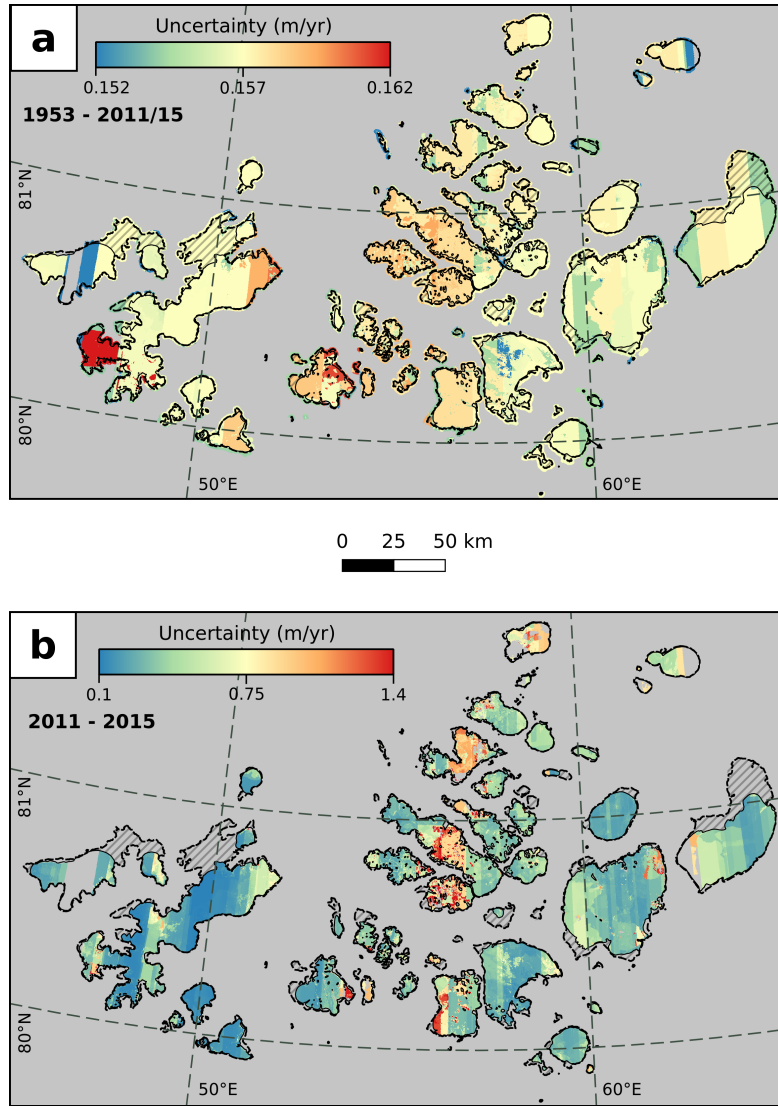 a
Uncertainty (m/yr)
0.152 0.157 0.162
1953 - 2011/15
81°N
80°N
50°E 60°E
0 25 50 km
b
Uncertainty (m/yr)
0.1 0.75 1.4
2011 - 2015
81°N
80°N
50°E 60°E